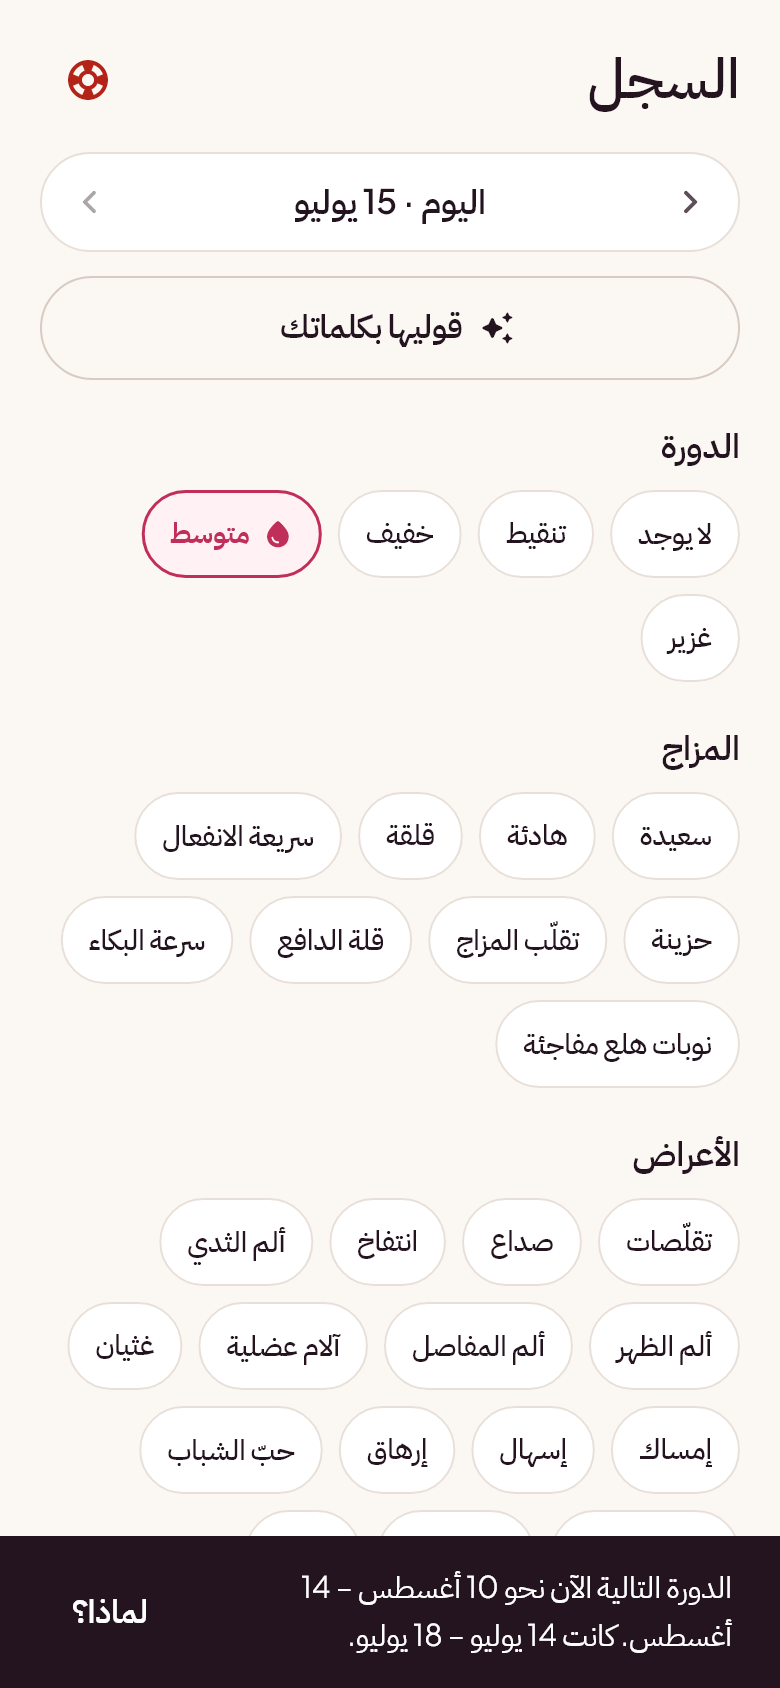 السجل
اليوم · 15 يوليو
قوليها بكلماتك
الدورة
لا يوجد
تنقيط
خفيف
متوسط
غزير
المزاج
سعيدة
هادئة
قلقة
سريعة الانفعال
حزينة
تقلّب المزاج
قلة الدافع
سرعة البكاء
نوبات هلع مفاجئة
الأعراض
تقلّصات
صداع
انتفاخ
ألم الثدي
ألم الظهر
ألم المفاصل
آلام عضلية
غثيان
إمساك
إسهال
إرهاق
حبّ الشباب
الدورة التالية الآن نحو 10 أغسطس – 14
أغسطس. كانت 14 يوليو – 18 يوليو.
لماذا؟